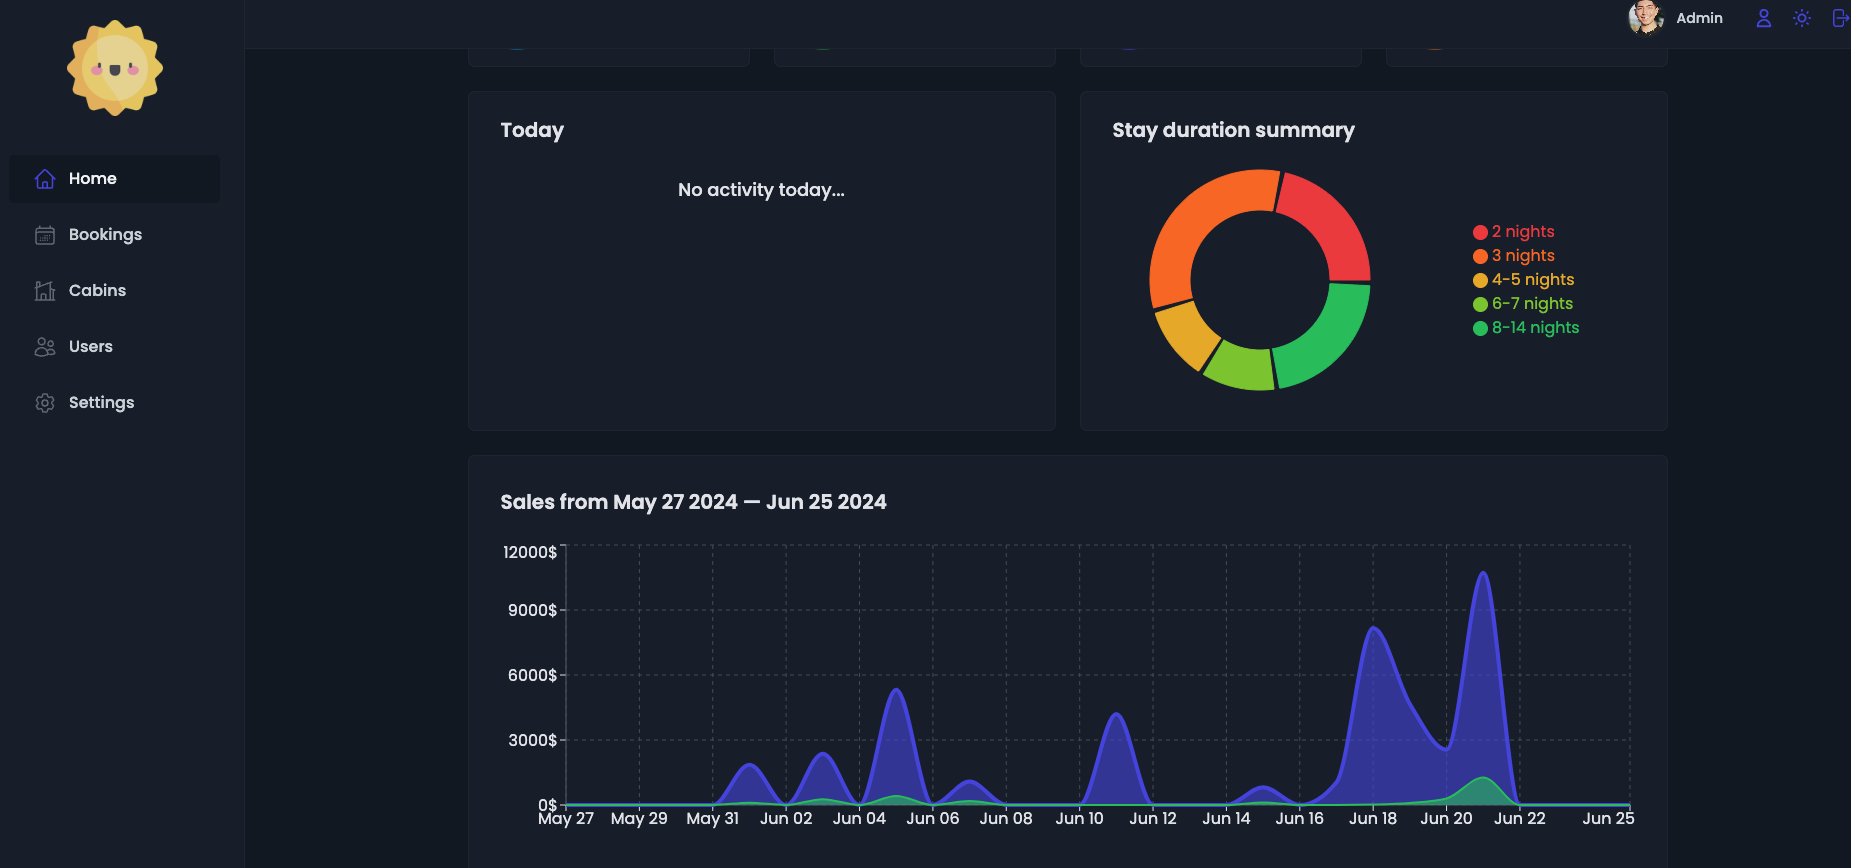 Admin
Home
Bookings
Cabins
Users
Settings
Today
No activity today...
Stay duration summary
2 nights
3 nights
4-5 nights
6-7 nights
8-14 nights
Sales from May 27 2024 — Jun 25 2024
12000$
9000$
6000$
3000$
0$
May 27 May 29 May 31 Jun 02 Jun 04 Jun 06 Jun 08 Jun 10 Jun 12 Jun 14 Jun 16 Jun 18 Jun 20 Jun 22 Jun 25